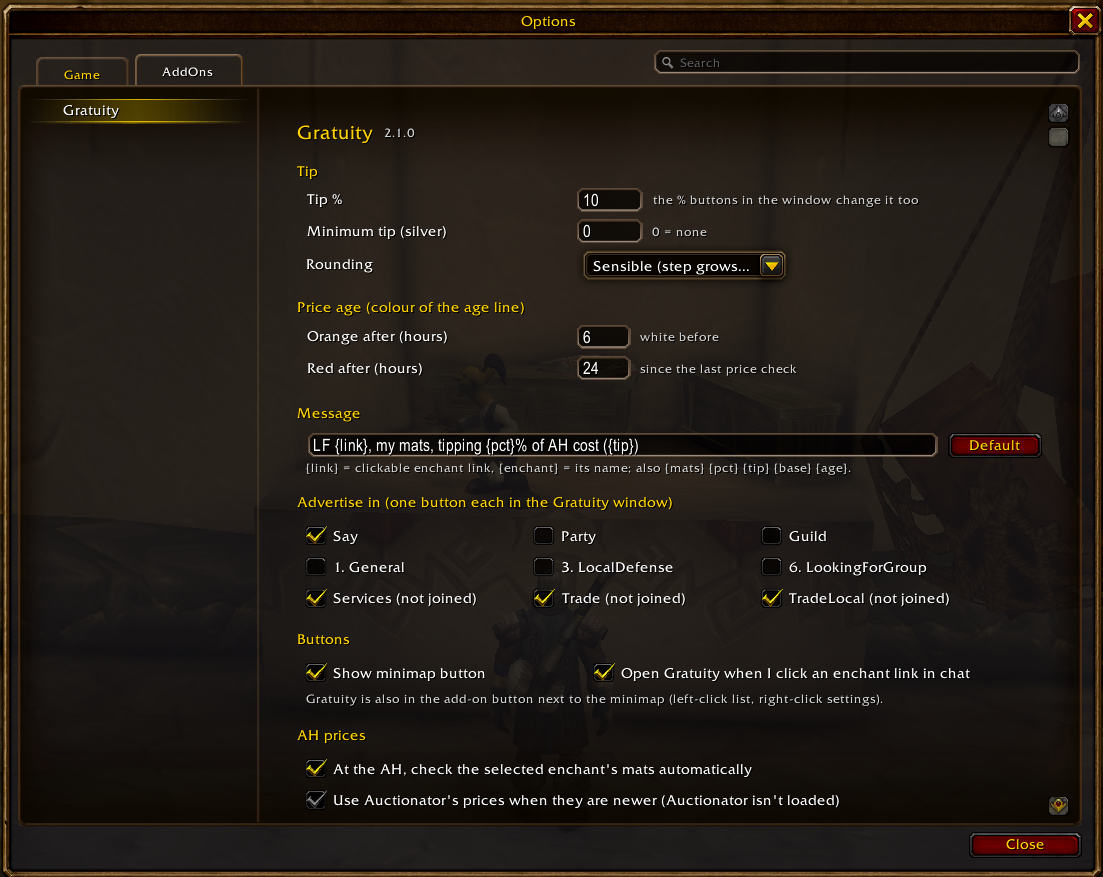 Options
Game
AddOns
Search
Gratuity
Gratuity 2.1.0
Tip
Tip % 10 the % buttons in the window change it too
Minimum tip (silver) 0 0 = none
Rounding Sensible (step grows...
Price age (colour of the age line)
Orange after (hours) 6 white before
Red after (hours) 24 since the last price check
Message
LF {link}, my mats, tipping {pct}% of AH cost ({tip}) Default
{link} = clickable enchant link, {enchant} = its name; also {mats} {pct} {tip} {base} {age}.
Advertise in (one button each in the Gratuity window)
Say Party Guild
1. General 3. LocalDefense 6. LookingForGroup
Services (not joined) Trade (not joined) TradeLocal (not joined)
Buttons
Show minimap button Open Gratuity when I click an enchant link in chat
Gratuity is also in the add-on button next to the minimap (left-click list, right-click settings).
AH prices
At the AH, check the selected enchant's mats automatically
Use Auctionator's prices when they are newer (Auctionator isn't loaded)
Close